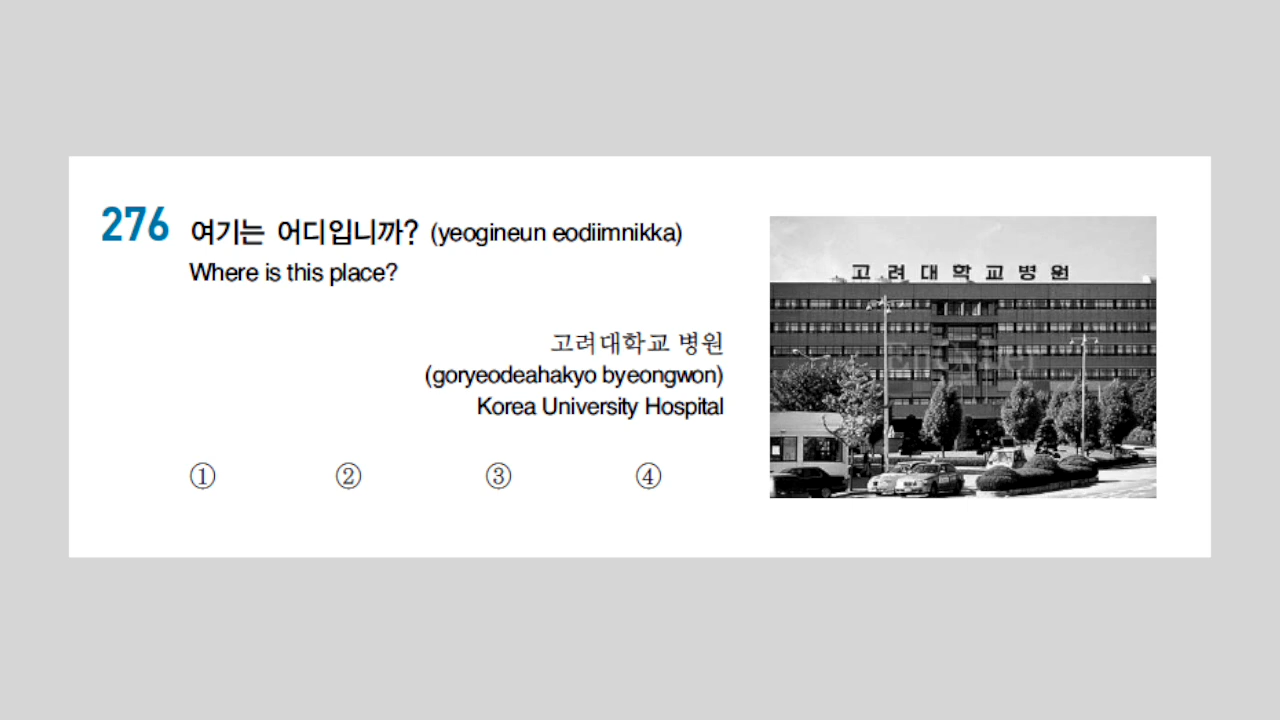 276 여기는 어디입니까? (yeogineun eodiimnikka)
Where is this place?
고려대학교 병원
(goryeodeahakyo byeongwon)
Korea University Hospital
① ② ③ ④
고려대학교병원